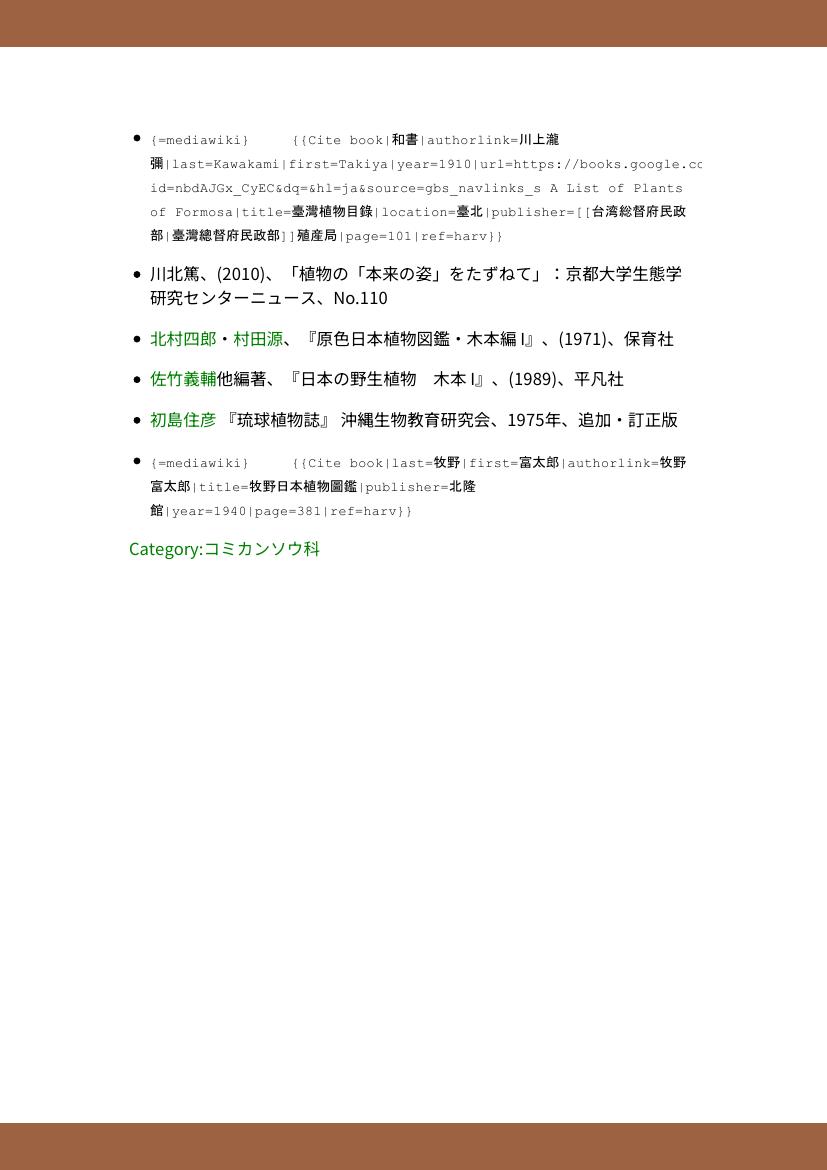 {=mediawiki} {{Cite book|和書|authorlink=川上瀧
彌|last=Kawakami|first=Takiya|year=1910|url=https://books.google.cc
id=nbdAJGx_CyEC&dq=&hl=ja&source=gbs_navlinks_s A List of Plants
of Formosa|title=臺灣植物目錄|location=臺北|publisher=[[台湾総督府民政
部|臺灣總督府民政部]]殖産局|page=101|ref=harv}}
川北篤、(2010)、「植物の「本来の姿」をたずねて」：京都大学生態学
研究センターニュース、No.110
北村四郎・村田源、『原色日本植物図鑑・木本編 I』、(1971)、保育社
佐竹義輔他編著、『日本の野生植物　木本 I』、(1989)、平凡社
初島住彦 『琉球植物誌』 沖縄生物教育研究会、1975年、追加・訂正版
{=mediawiki} {{Cite book|last=牧野|first=富太郎|authorlink=牧野
富太郎|title=牧野日本植物圖鑑|publisher=北隆
館|year=1940|page=381|ref=harv}}
Category:コミカンソウ科